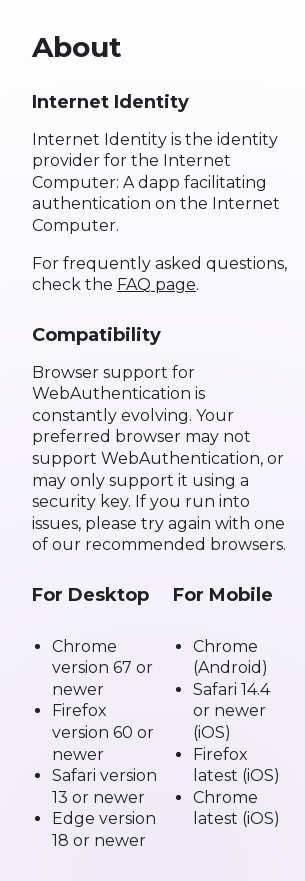 About
Internet Identity
Internet Identity is the identity
provider for the Internet
Computer: A dapp facilitating
authentication on the Internet
Computer.
For frequently asked questions,
check the FAQ page.
Compatibility
Browser support for
WebAuthentication is
constantly evolving. Your
preferred browser may not
support WebAuthentication, or
may only support it using a
security key. If you run into
issues, please try again with one
of our recommended browsers.
For Desktop
• Chrome
version 67 or
newer
• Firefox
version 60 or
newer
• Safari version
13 or newer
• Edge version
18 or newer
For Mobile
• Chrome
(Android)
• Safari 14.4
or newer
(iOS)
• Firefox
latest (iOS)
• Chrome
latest (iOS)